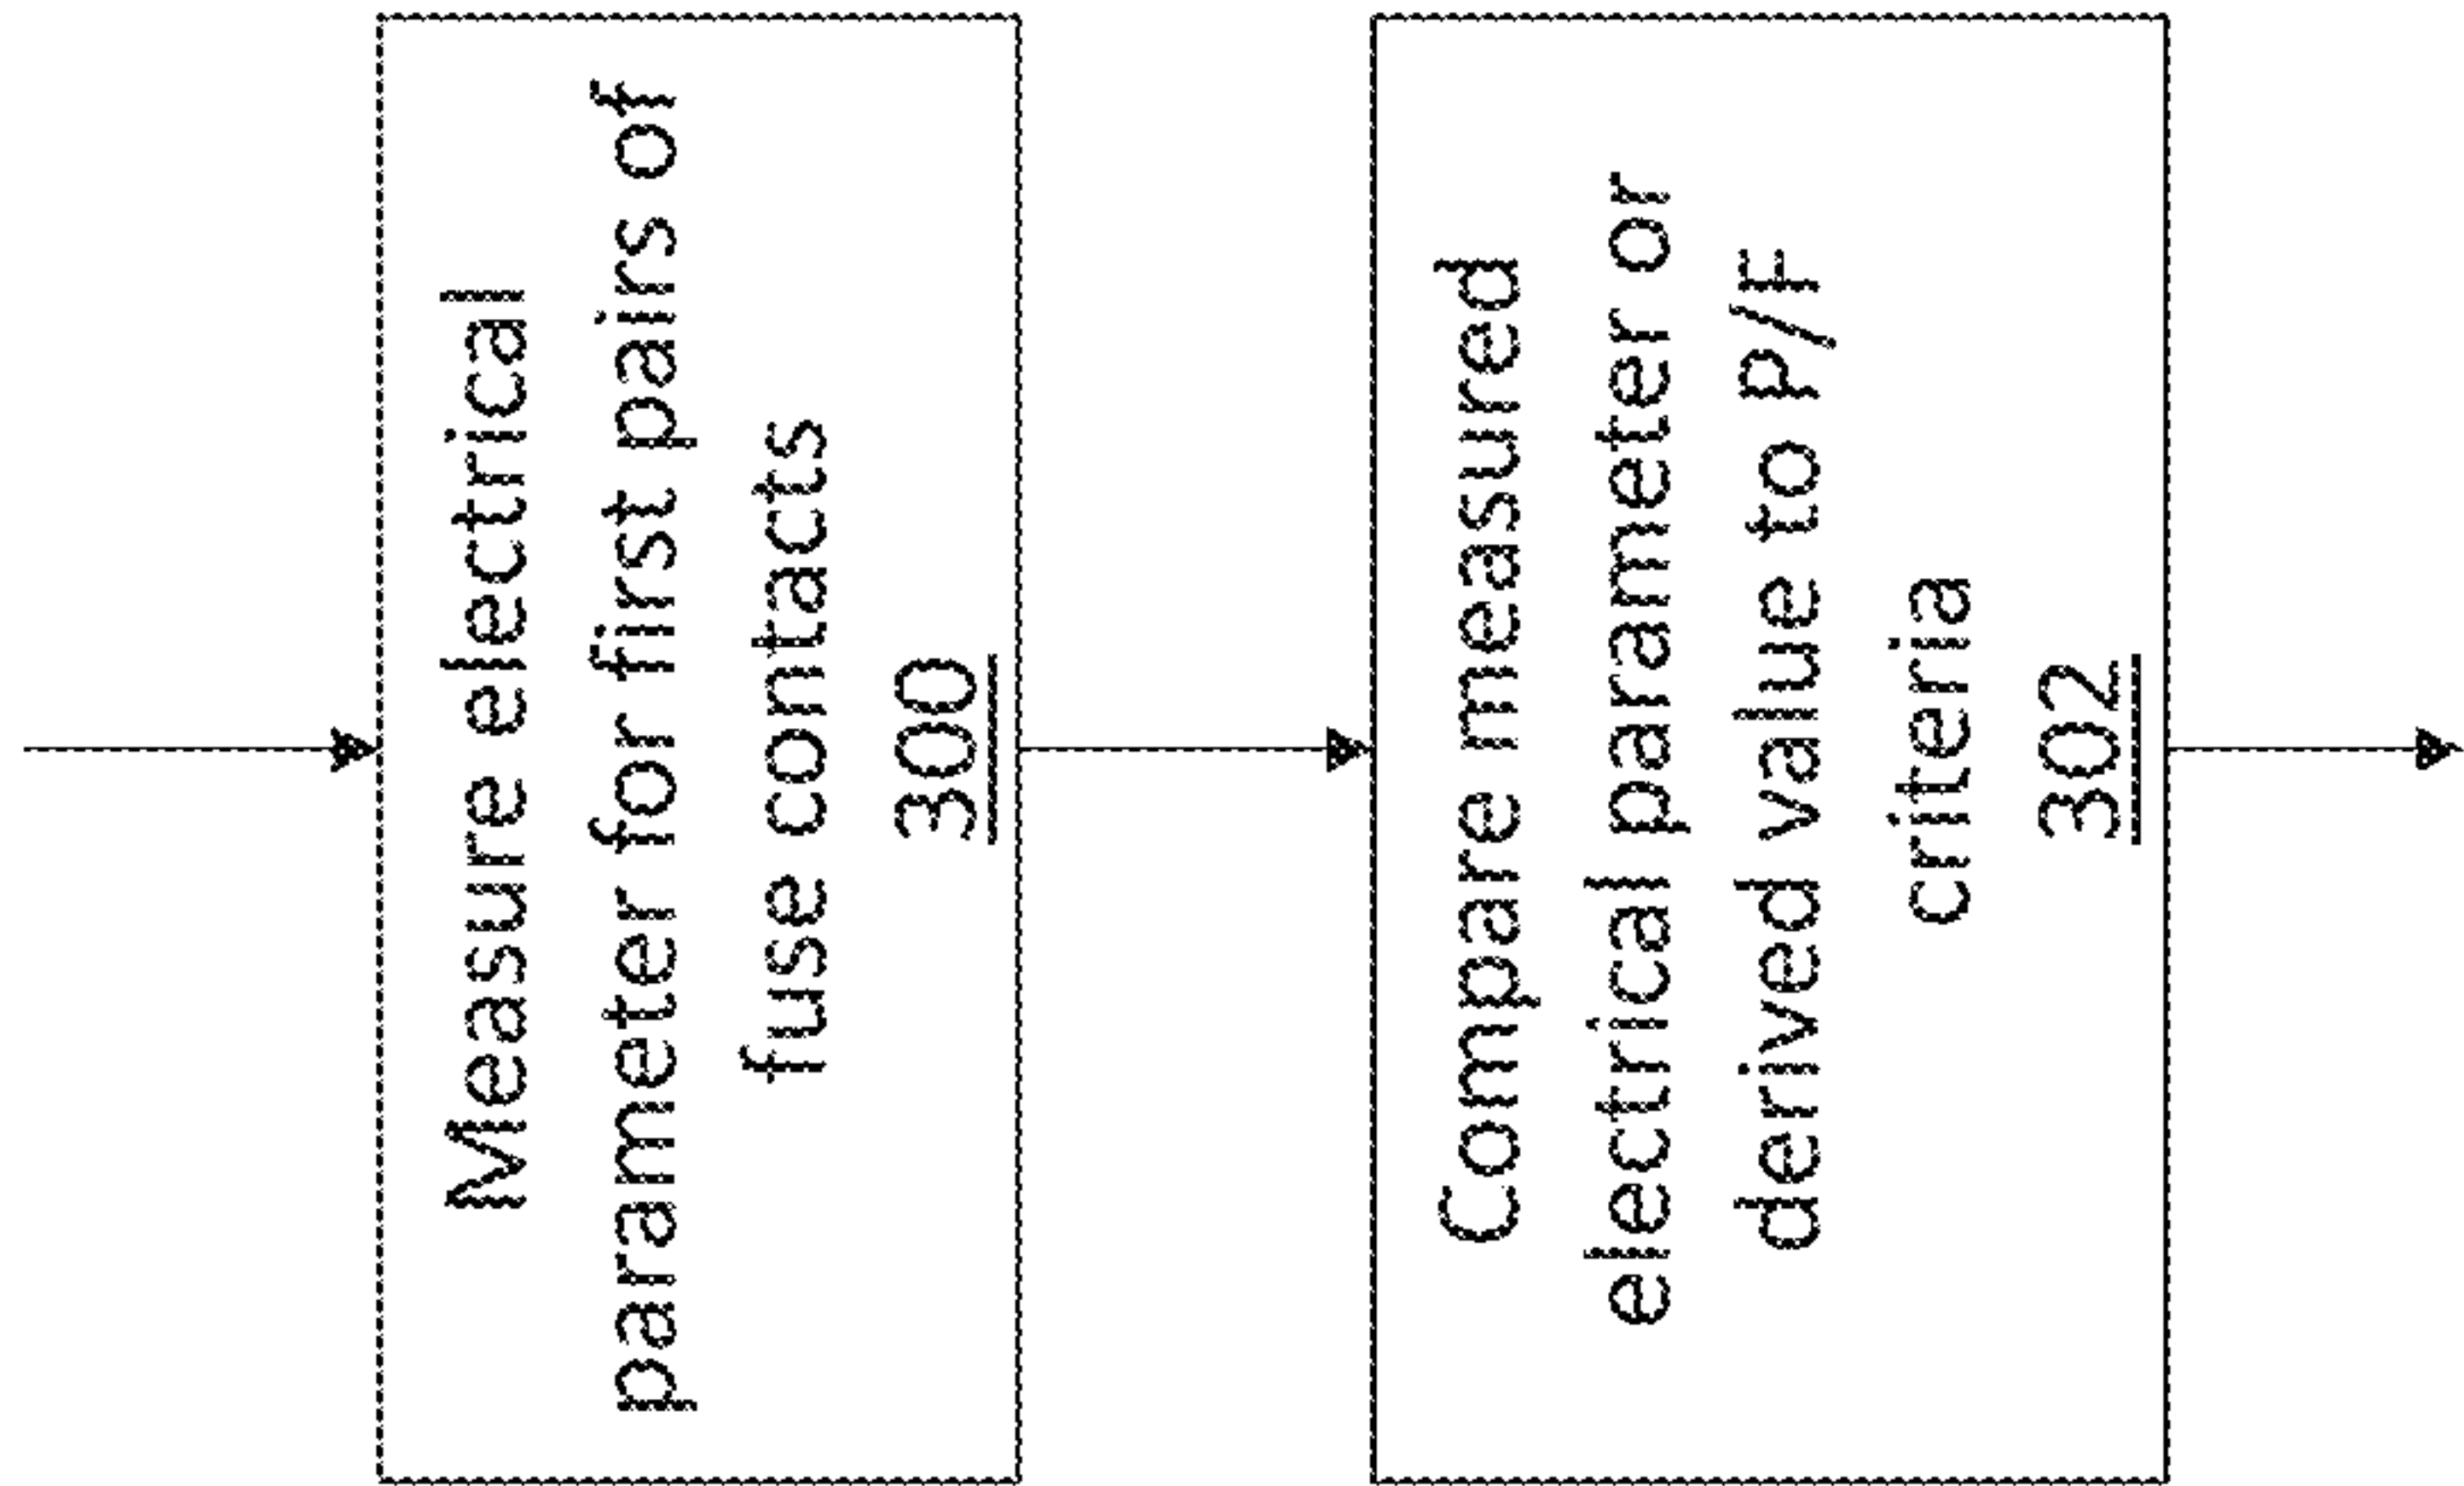 Measure electrical
parameter for first pairs of
fuse contacts
300
Compare measured
electrical parameter or
derived value to P/F
criteria
302